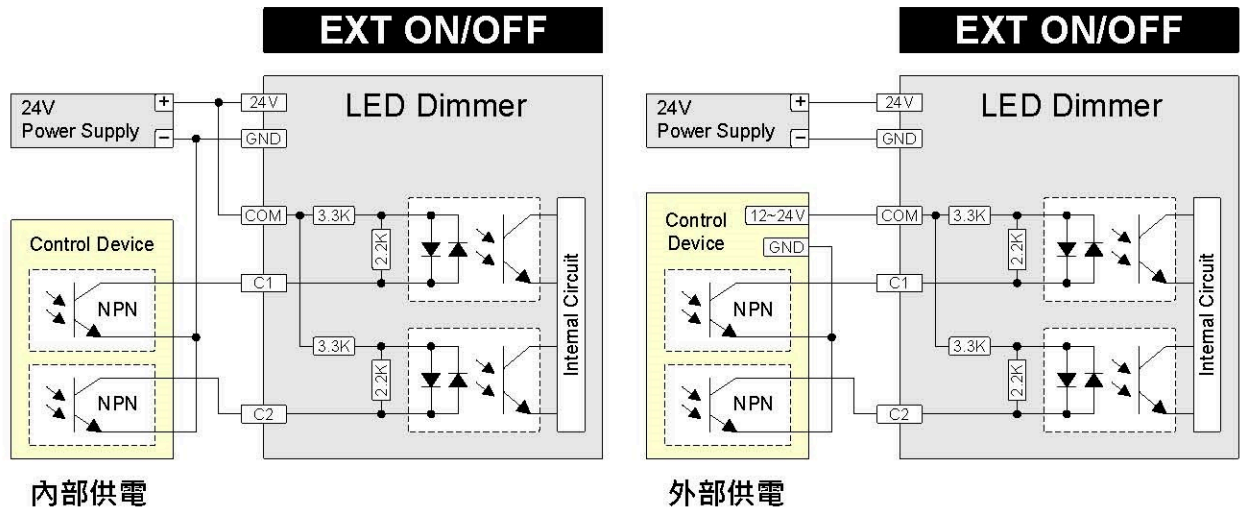 EXT ON/OFF
LED Dimmer
24V
Power Supply
+
−
24V
GND
COM
3.3K
2.2K
Control Device
NPN
C1
3.3K
2.2K
NPN
C2
Internal Circuit
內部供電
EXT ON/OFF
LED Dimmer
24V
Power Supply
+
−
24V
GND
Control
Device
12~24V
GND
COM
3.3K
2.2K
NPN
C1
3.3K
2.2K
NPN
C2
Internal Circuit
外部供電